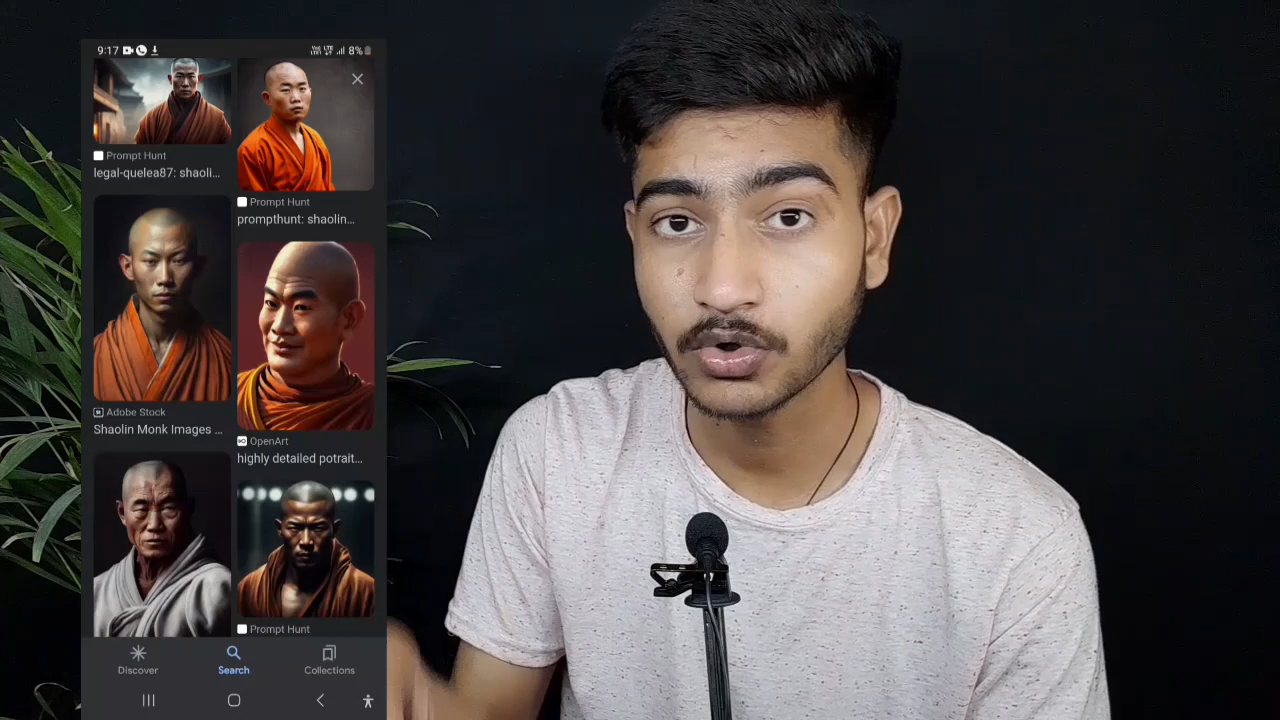 9:17
8%
Prompt Hunt
legal-quelea87: shaoli...
Prompt Hunt
prompthunt: shaolin...
Adobe Stock
Shaolin Monk Images ...
OpenArt
highly detailed potrait...
Prompt Hunt
Discover
Search
Collections